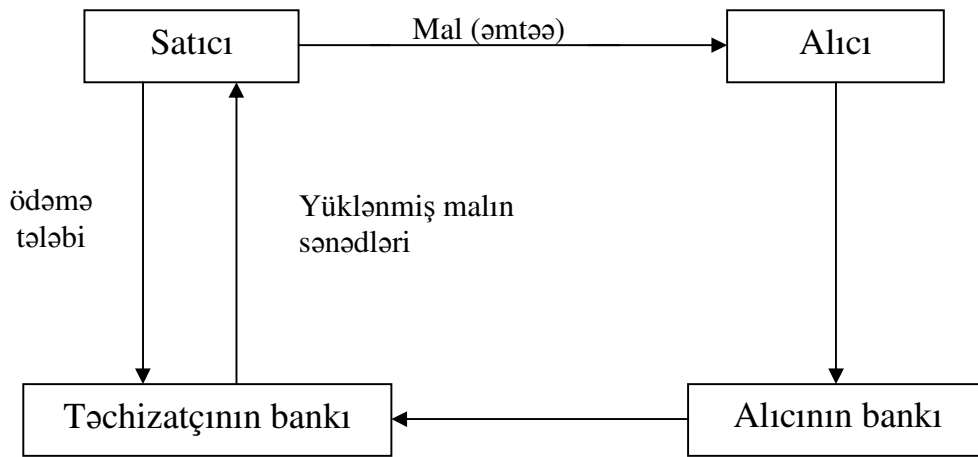 Satıcı
Mal (əmtəə)
Alıcı
ödəmə
tələbi
Yüklənmiş malın
sənədləri
Təchizatçının bankı
Alıcının bankı